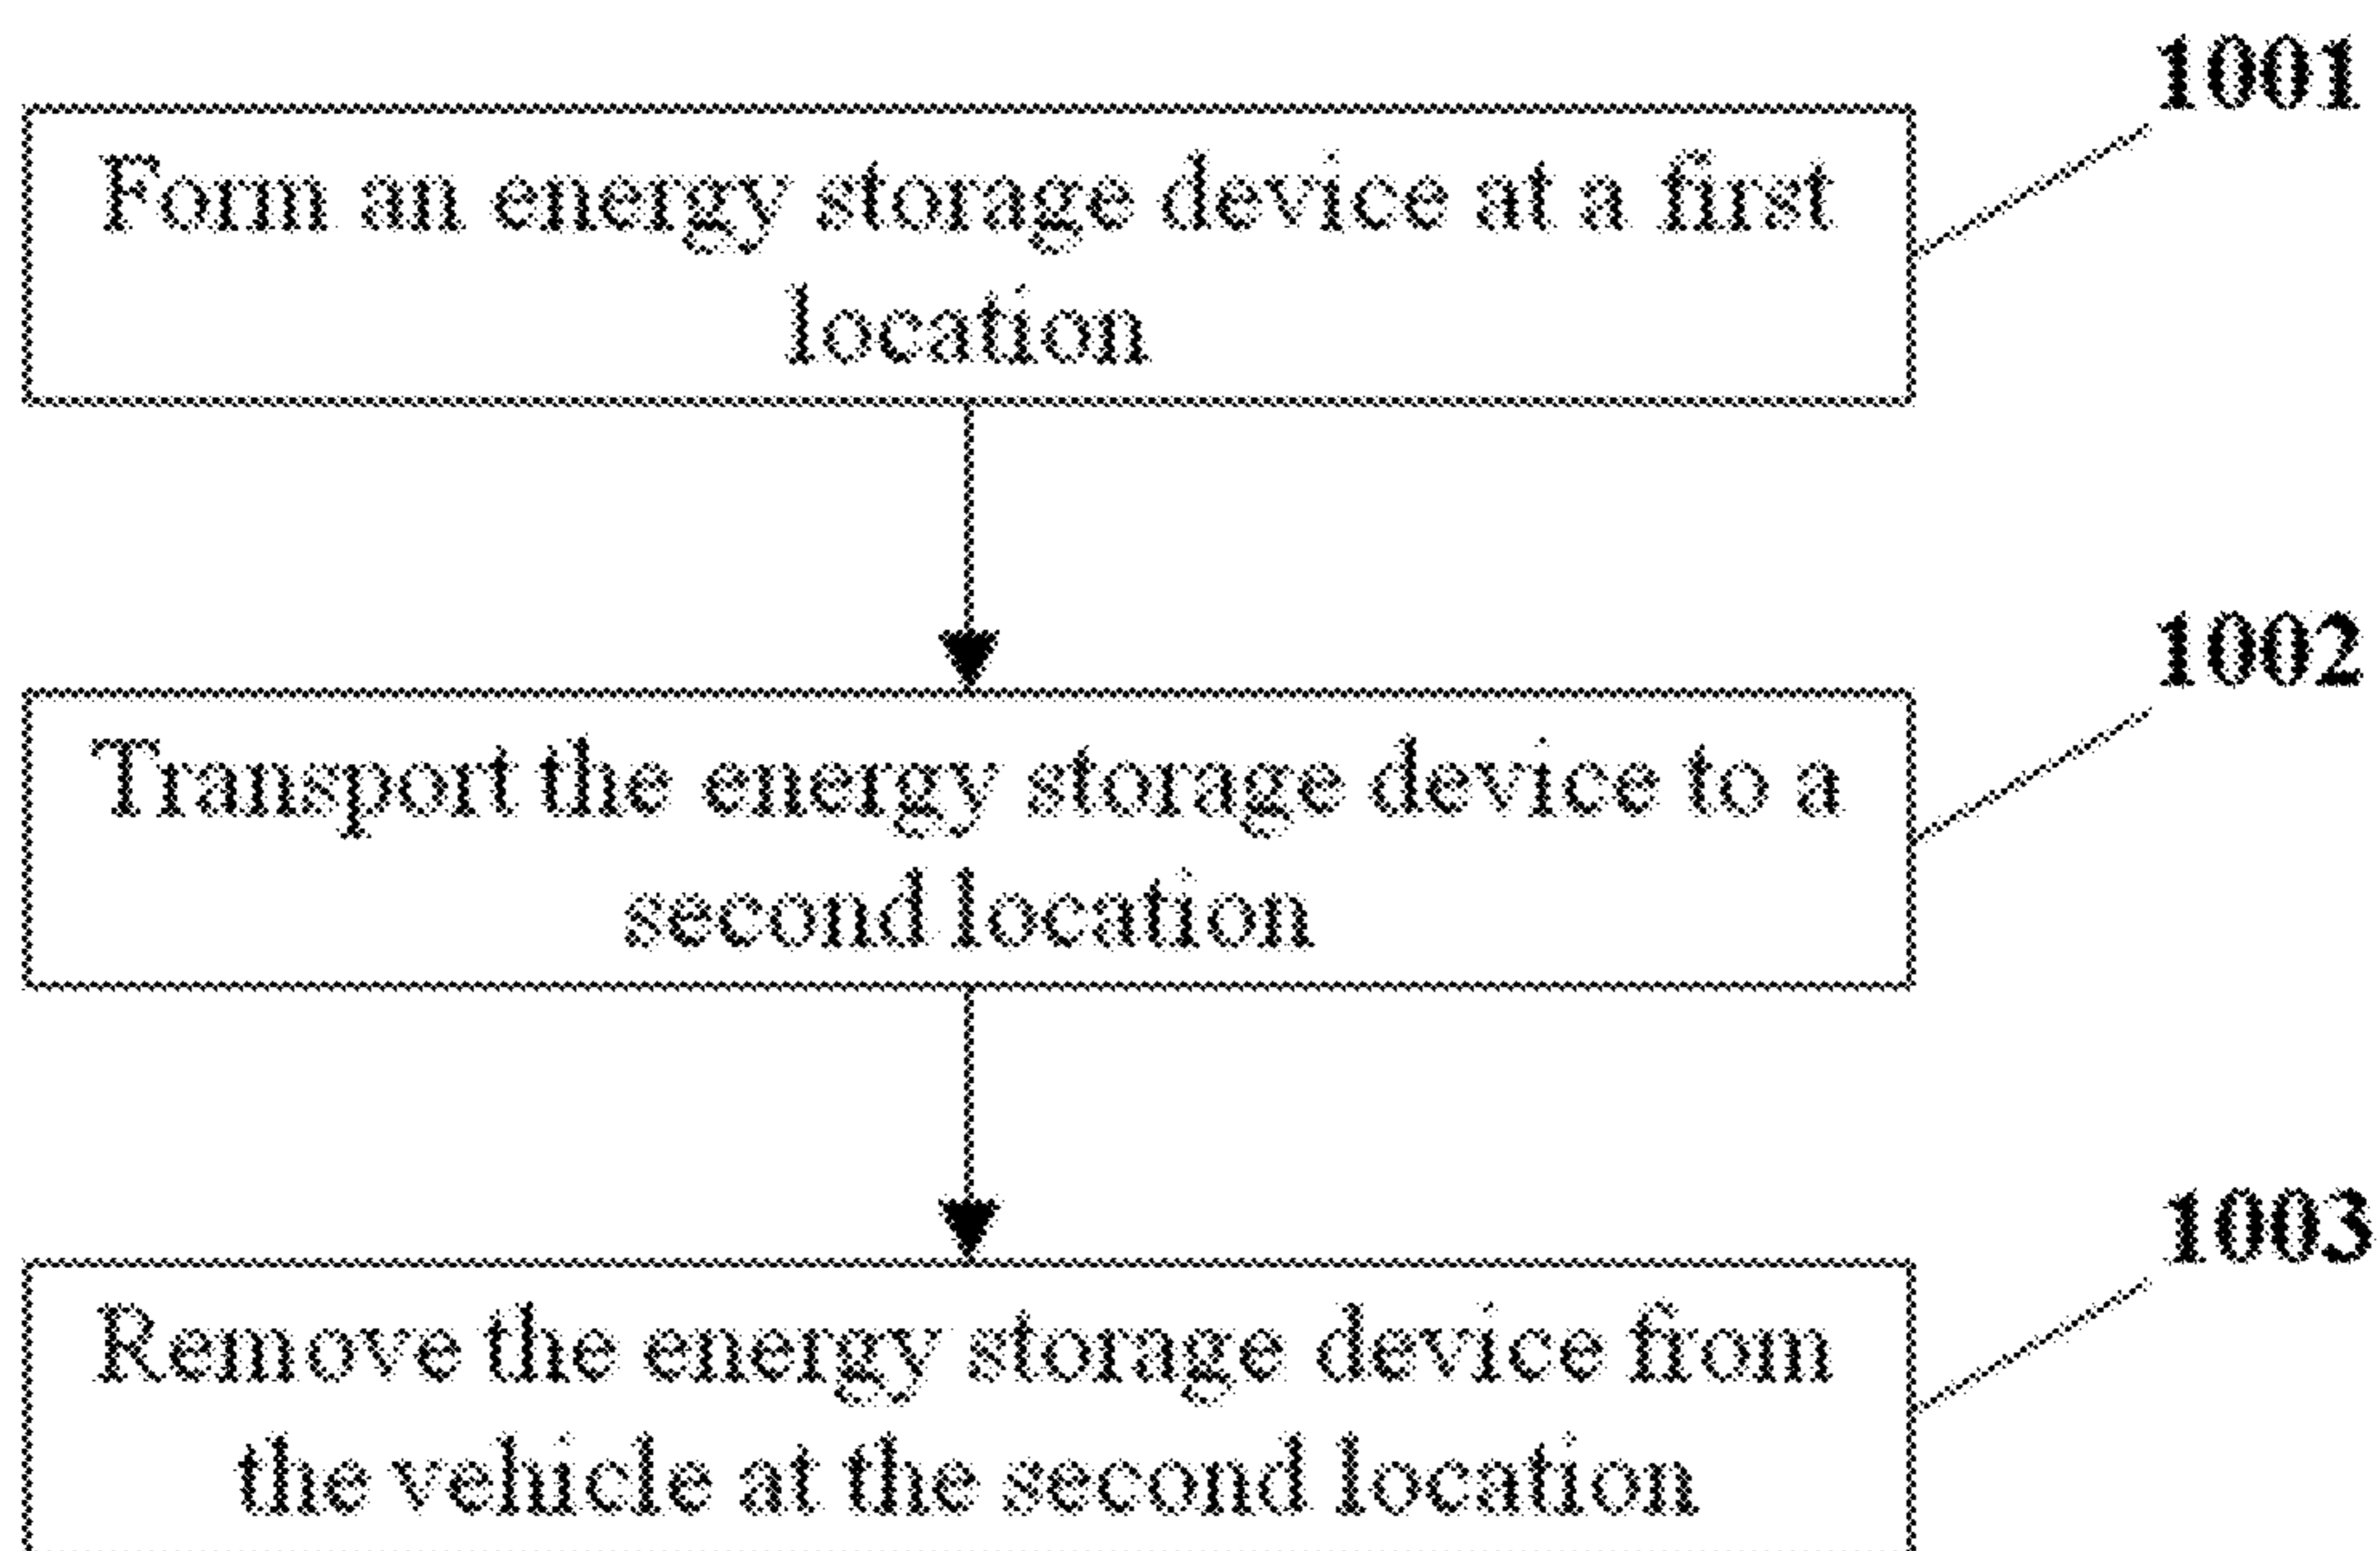 1001
Form an energy storage device at a first
location
1002
Transport the energy storage device to a
second location
1003
Remove the energy storage device from
the vehicle at the second location